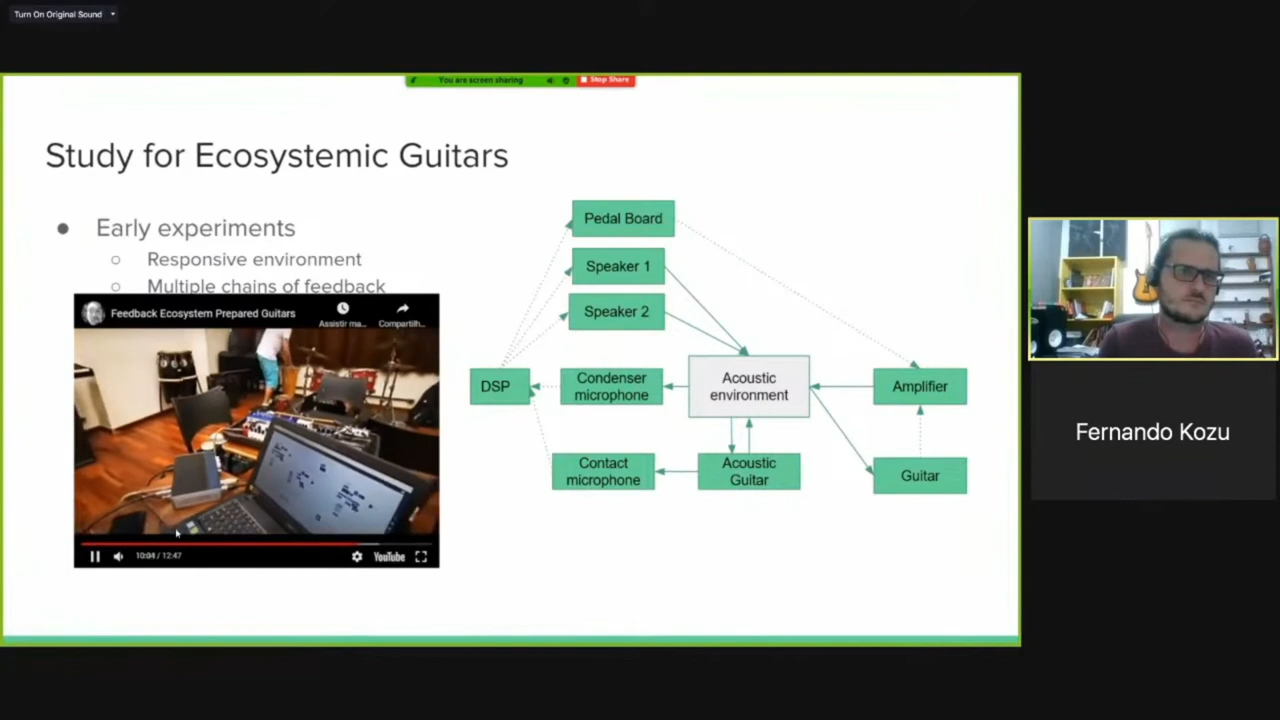 Turn On Original Sound
You are screen sharing
Stop Share
Study for Ecosystemic Guitars
Early experiments
Responsive environment
Multiple chains of feedback
Feedback Ecosystem Prepared Guitars
Assistir ma...
Compartilh...
10:04 / 12:47
YouTube
Pedal Board
Speaker 1
Speaker 2
DSP
Condenser
microphone
Acoustic
environment
Amplifier
Contact
microphone
Acoustic
Guitar
Guitar
Fernando Kozu